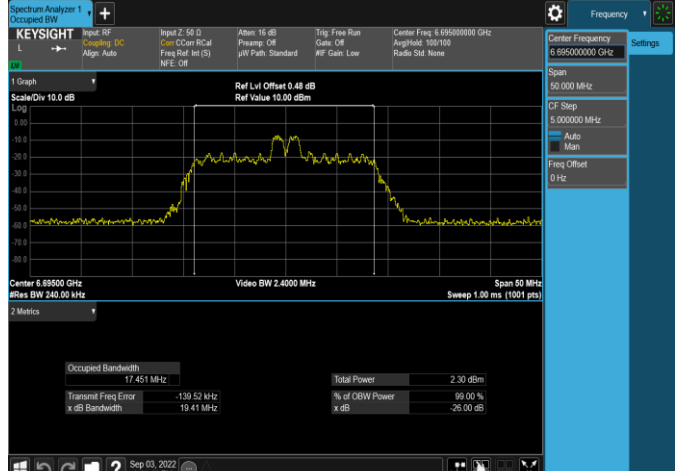 Spectrum Analyzer 1
Occupied BW
Frequency
KEYSIGHT
L
Input: RF
Coupling: DC
Align: Auto
Input Z: 50 Ω
Corr CCorr RCal
Freq Ref: Int (S)
NFE: Off
Atten: 16 dB
Preamp: Off
µW Path: Standard
Trig: Free Run
Gate: Off
#IF Gain: Low
Center Freq: 6.695000000 GHz
Avg|Hold: 100/100
Radio Std: None
Center Frequency
6.695000000 GHz
Settings
Span
50.000 MHz
CF Step
5.000000 MHz
Auto
Man
Freq Offset
0 Hz
1 Graph
Scale/Div 10.0 dB
Ref Lvl Offset 0.48 dB
Ref Value 10.00 dBm
Log
0.00
-10.0
-20.0
-30.0
-40.0
-50.0
-60.0
-70.0
-80.0
Center 6.69500 GHz
#Res BW 240.00 kHz
Video BW 2.4000 MHz
Span 50 MHz
Sweep 1.00 ms (1001 pts)
2 Metrics
Occupied Bandwidth
17.451 MHz
Transmit Freq Error -139.52 kHz
x dB Bandwidth 19.41 MHz
Total Power 2.30 dBm
% of OBW Power 99.00 %
x dB -26.00 dB
Sep 03, 2022